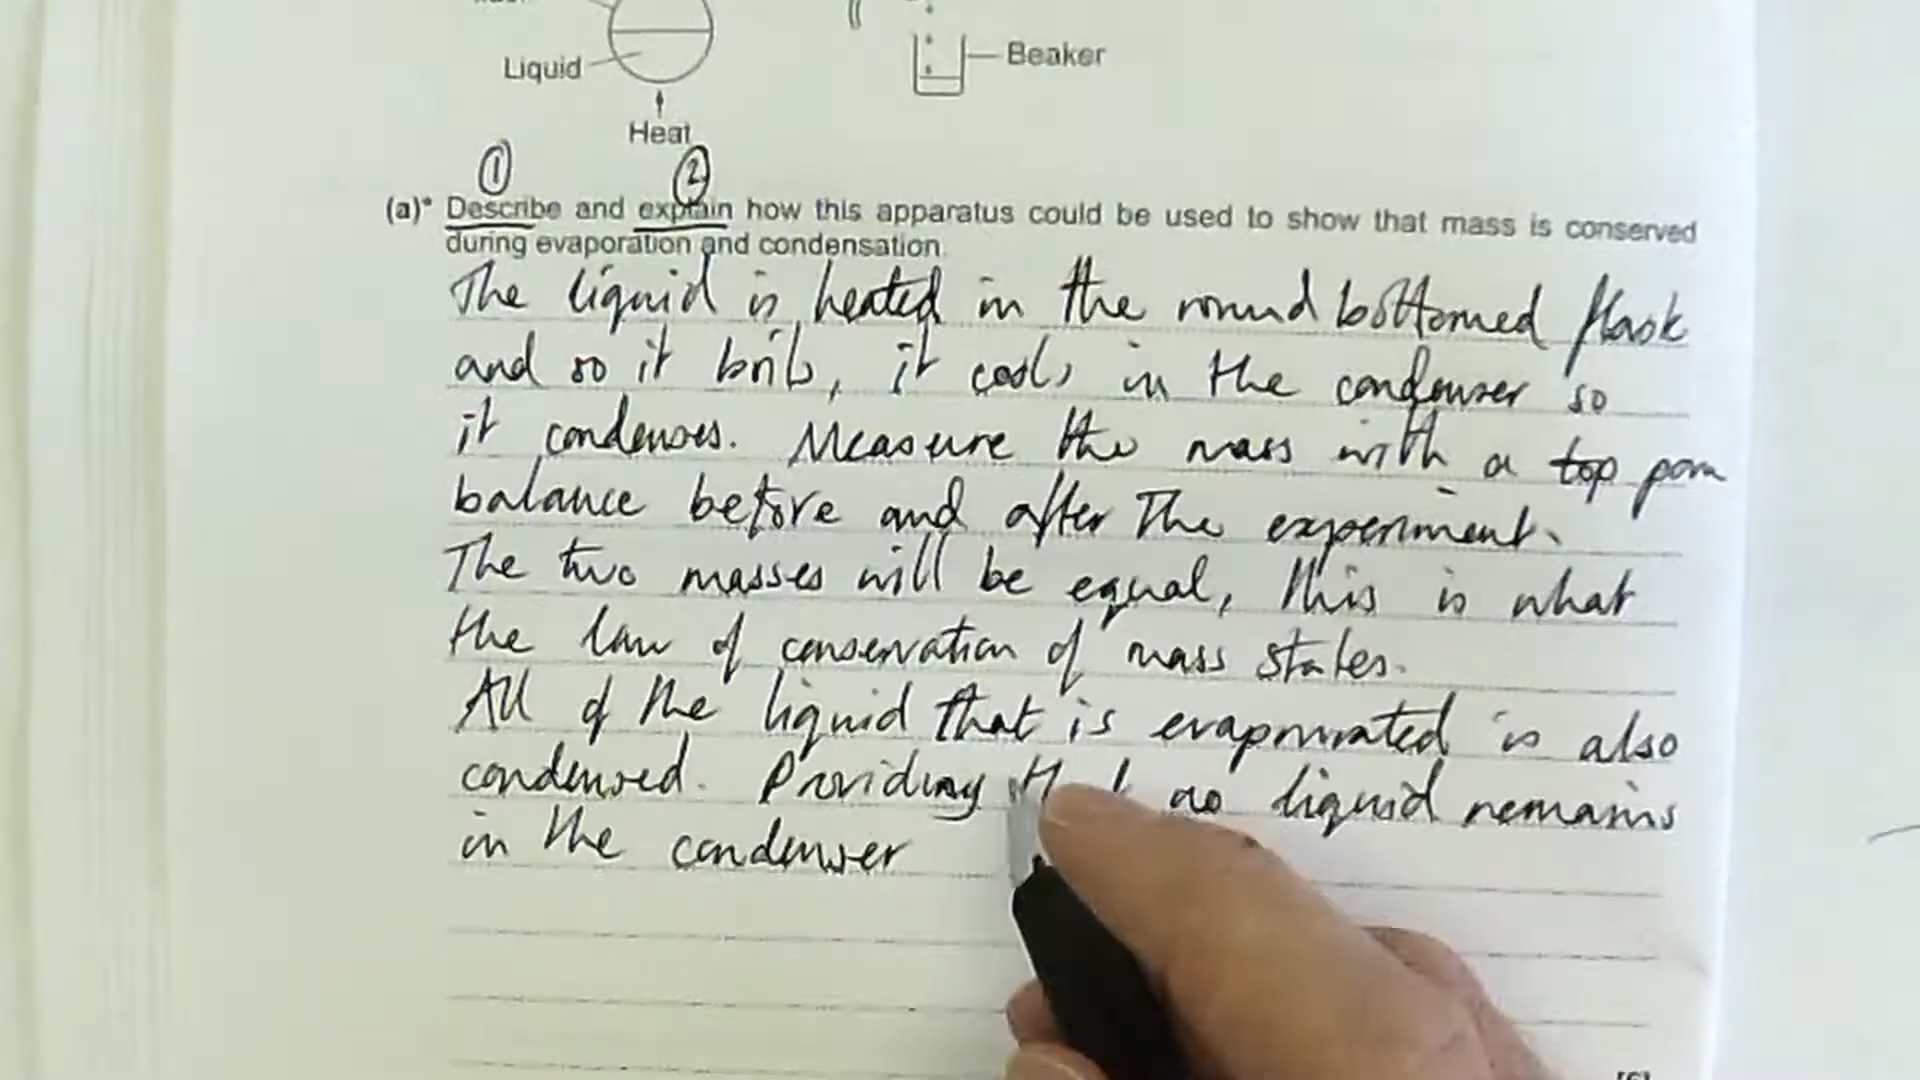 Liquid
Beaker
Heat
1 2
(a)* Describe and explain how this apparatus could be used to show that mass is conserved
during evaporation and condensation.
The liquid is heated in the round bottomed flask
and so it boils, it cools in the condenser so
it condenses. Measure the mass with a top pan
balance before and after the experiment.
The two masses will be equal, this is what
the law of conservation of mass states.
All of the liquid that is evaporated is also
condensed. Providing no liquid remains
in the condenser